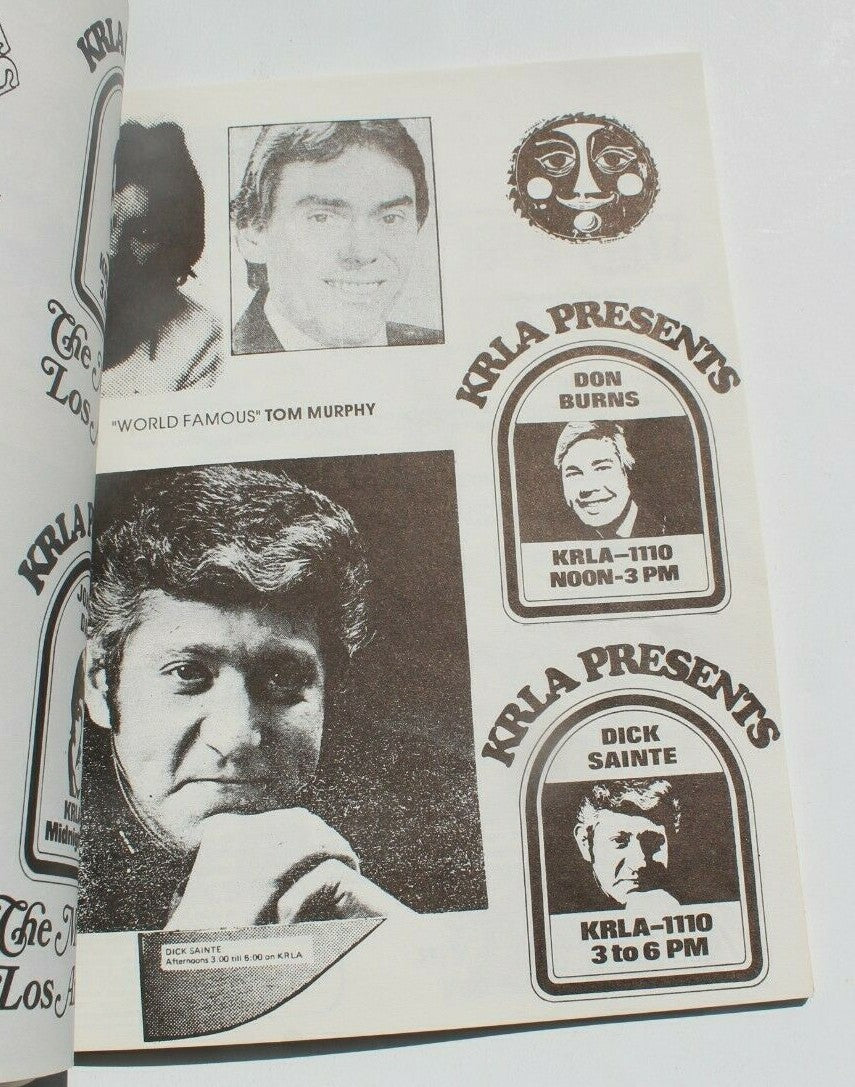 KRLA
The
Los
KRLA
KRLA
Midnig
The
Los
"WORLD FAMOUS" TOM MURPHY
DICK SAINTE
Afternoons 3:00 till 6:00 on KRLA
KRLA PRESENTS
DON
BURNS
KRLA-1110
NOON-3 PM
KRLA PRESENTS
DICK
SAINTE
KRLA-1110
3 to 6 PM